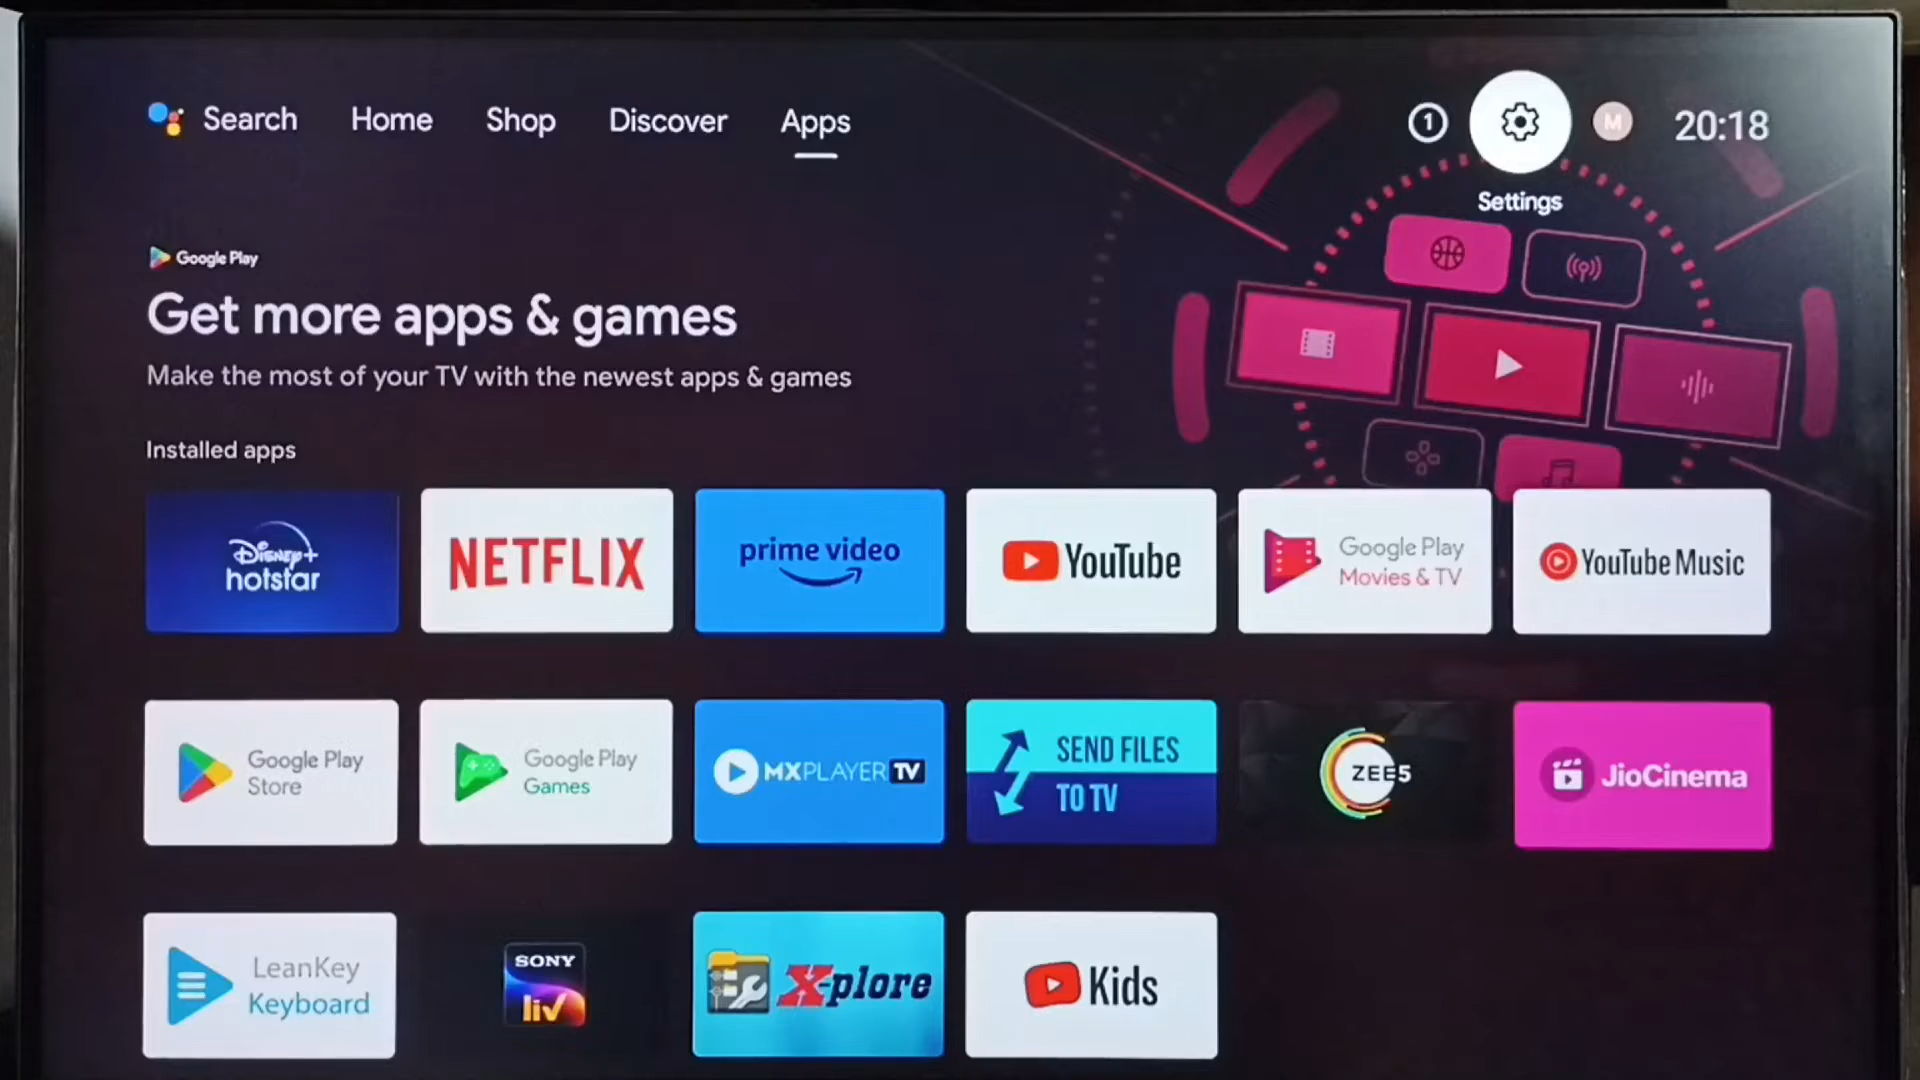 Search Home Shop Discover Apps
1 M 20:18
Settings
Google Play
Get more apps & games
Make the most of your TV with the newest apps & games
Installed apps
Disney+
hotstar
NETFLIX
prime video
YouTube
Google Play
Movies & TV
YouTube Music
Google Play
Store
Google Play
Games
MXPLAYER TV
SEND FILES
TO TV
ZEE5
JioCinema
LeanKey
Keyboard
SONY
liv
X-plore
Kids